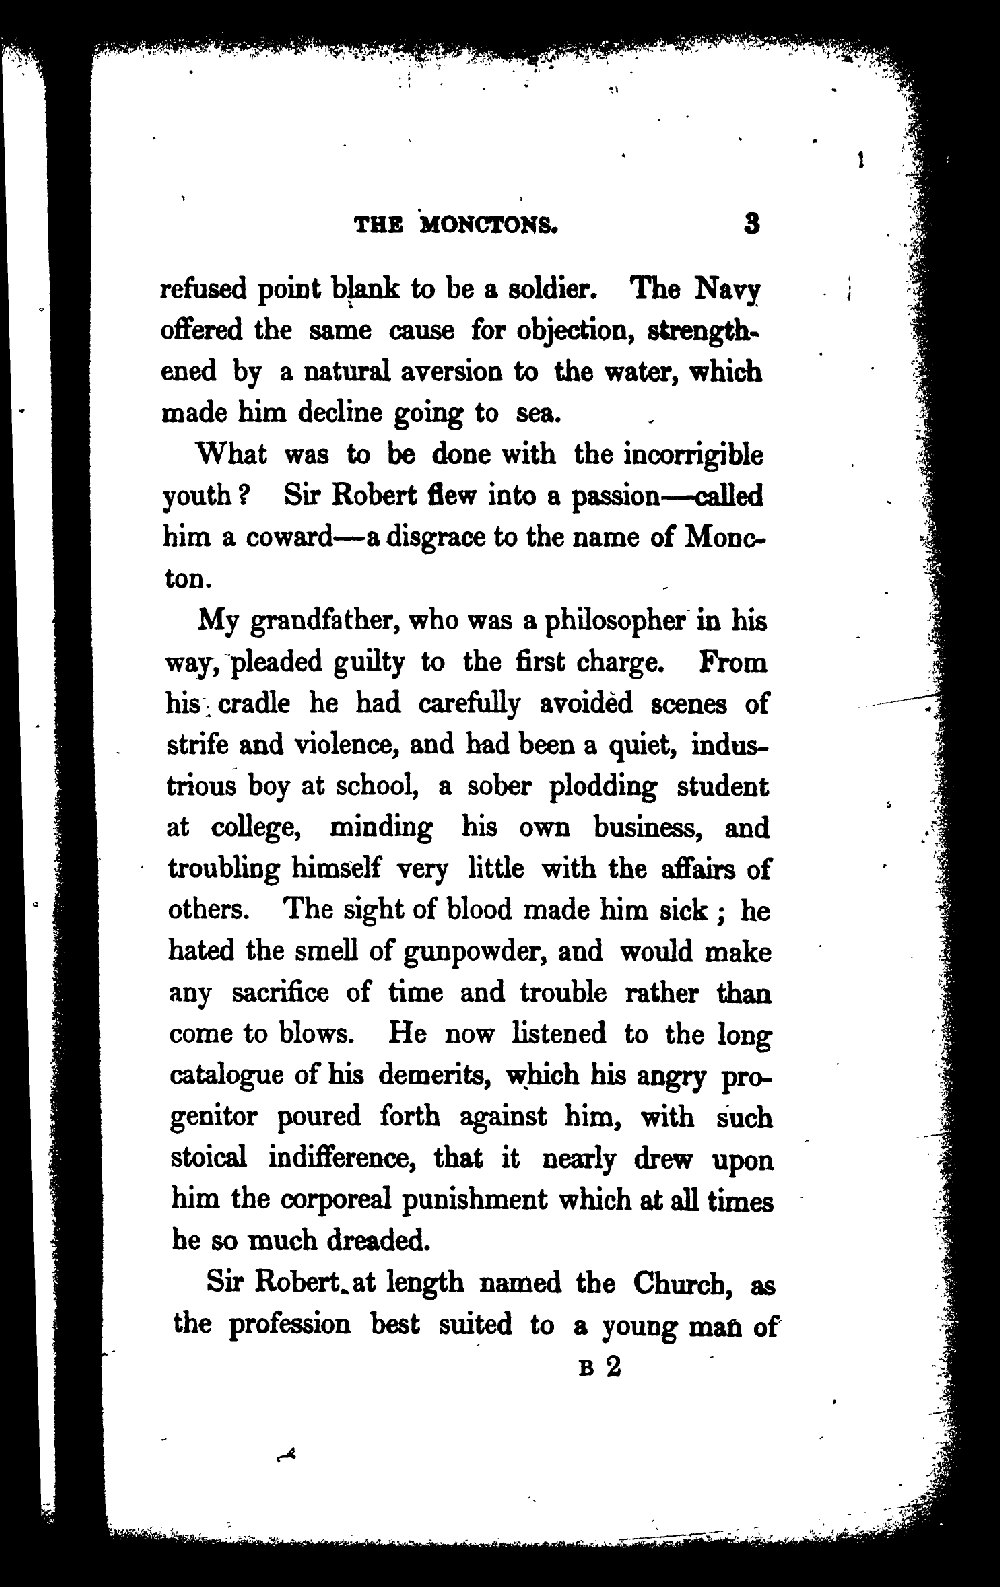 THE MONCTONS. 3
refused point blank to be a soldier. The Navy
offered the same cause for objection, strength-
ened by a natural aversion to the water, which
made him decline going to sea.
What was to be done with the incorrigible
youth ? Sir Robert flew into a passion—called
him a coward—a disgrace to the name of Monc-
ton.
My grandfather, who was a philosopher in his
way, pleaded guilty to the first charge. From
his cradle he had carefully avoided scenes of
strife and violence, and had been a quiet, indus-
trious boy at school, a sober plodding student
at college, minding his own business, and
troubling himself very little with the affairs of
others. The sight of blood made him sick ; he
hated the smell of gunpowder, and would make
any sacrifice of time and trouble rather than
come to blows. He now listened to the long
catalogue of his demerits, which his angry pro-
genitor poured forth against him, with such
stoical indifference, that it nearly drew upon
him the corporeal punishment which at all times
he so much dreaded.
Sir Robert at length named the Church, as
the profession best suited to a young man of
B 2